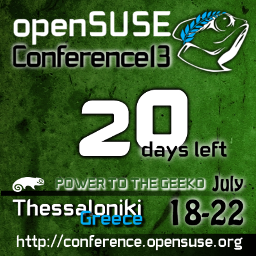 openSUSE
Conference13
20
days left
POWER TO THE GEEKO July
Thessaloniki 18-22
Greece
http://conference.opensuse.org